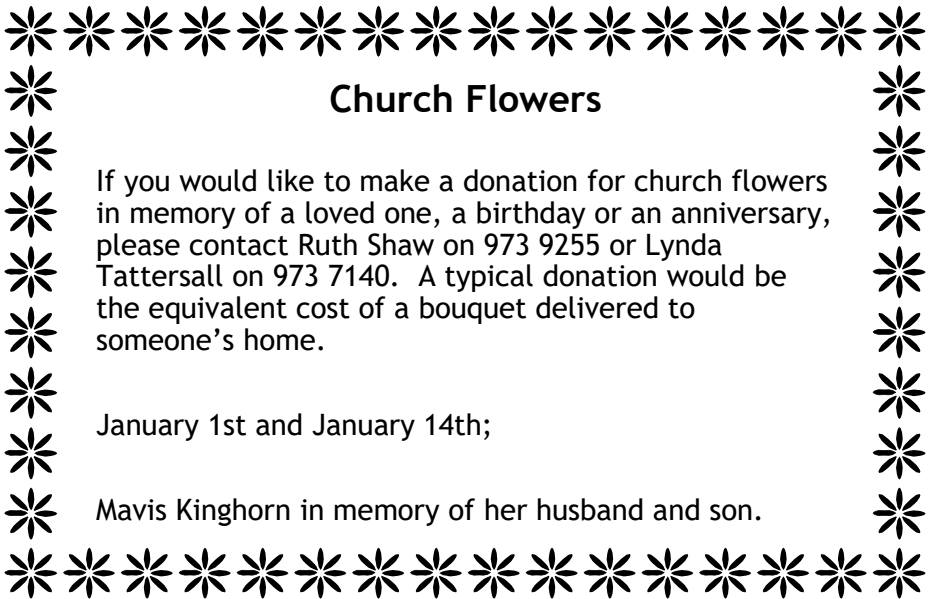 Church Flowers
If you would like to make a donation for church flowers
in memory of a loved one, a birthday or an anniversary,
please contact Ruth Shaw on 973 9255 or Lynda
Tattersall on 973 7140.  A typical donation would be
the equivalent cost of a bouquet delivered to
someone’s home.
January 1st and January 14th;
Mavis Kinghorn in memory of her husband and son.